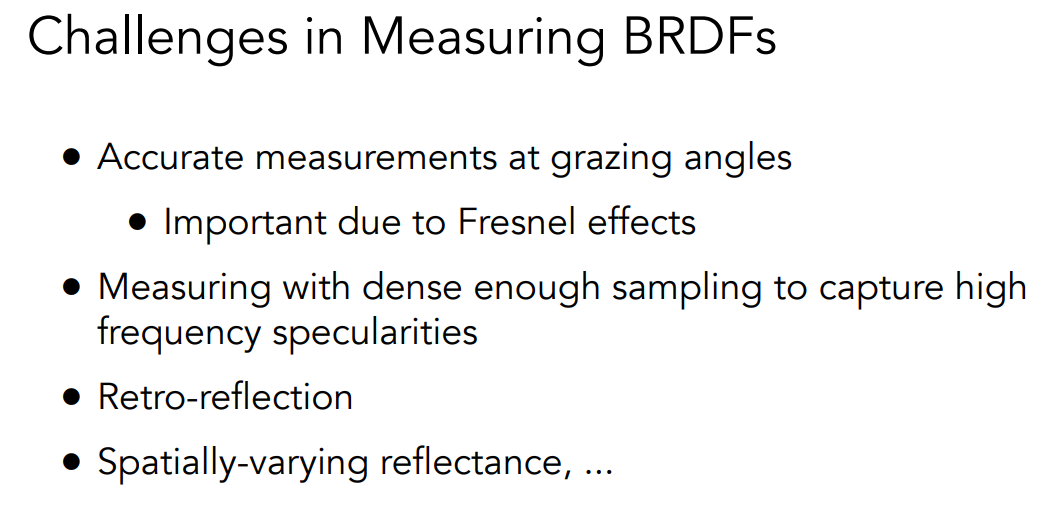 Challenges in Measuring BRDFs
• Accurate measurements at grazing angles
• Important due to Fresnel effects
• Measuring with dense enough sampling to capture high
frequency specularities
• Retro-reflection
• Spatially-varying reflectance, ...